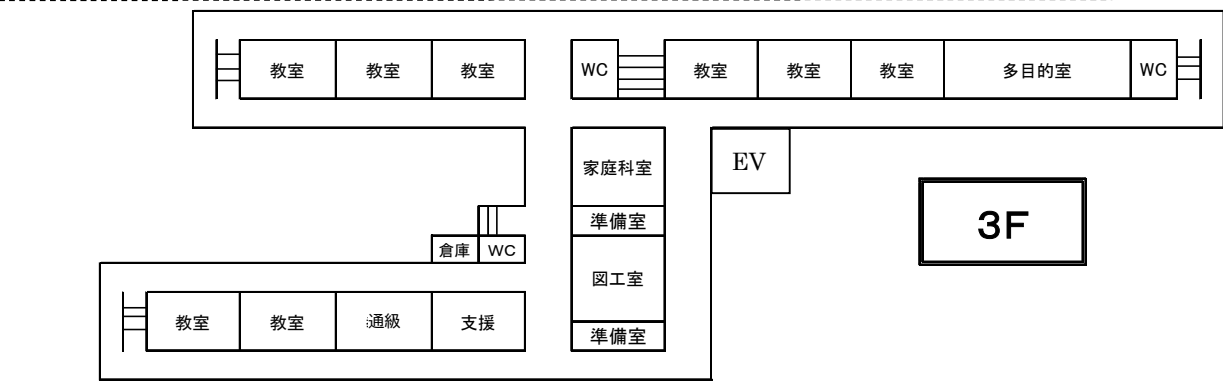 教室 教室 教室 WC 教室 教室 教室 多目的室 WC
家庭科室 EV
準備室 3F
倉庫 WC
図工室
教室 教室 通級 支援
準備室